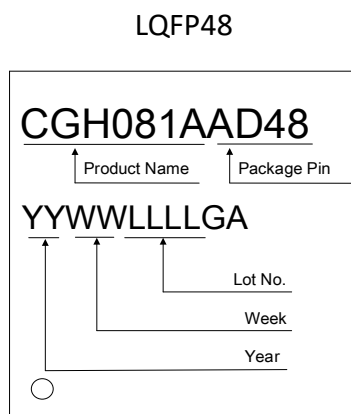 LQFP48
CGH081AAD48
Product Name
Package Pin
YYWWLLLLGA
Lot No.
Week
Year